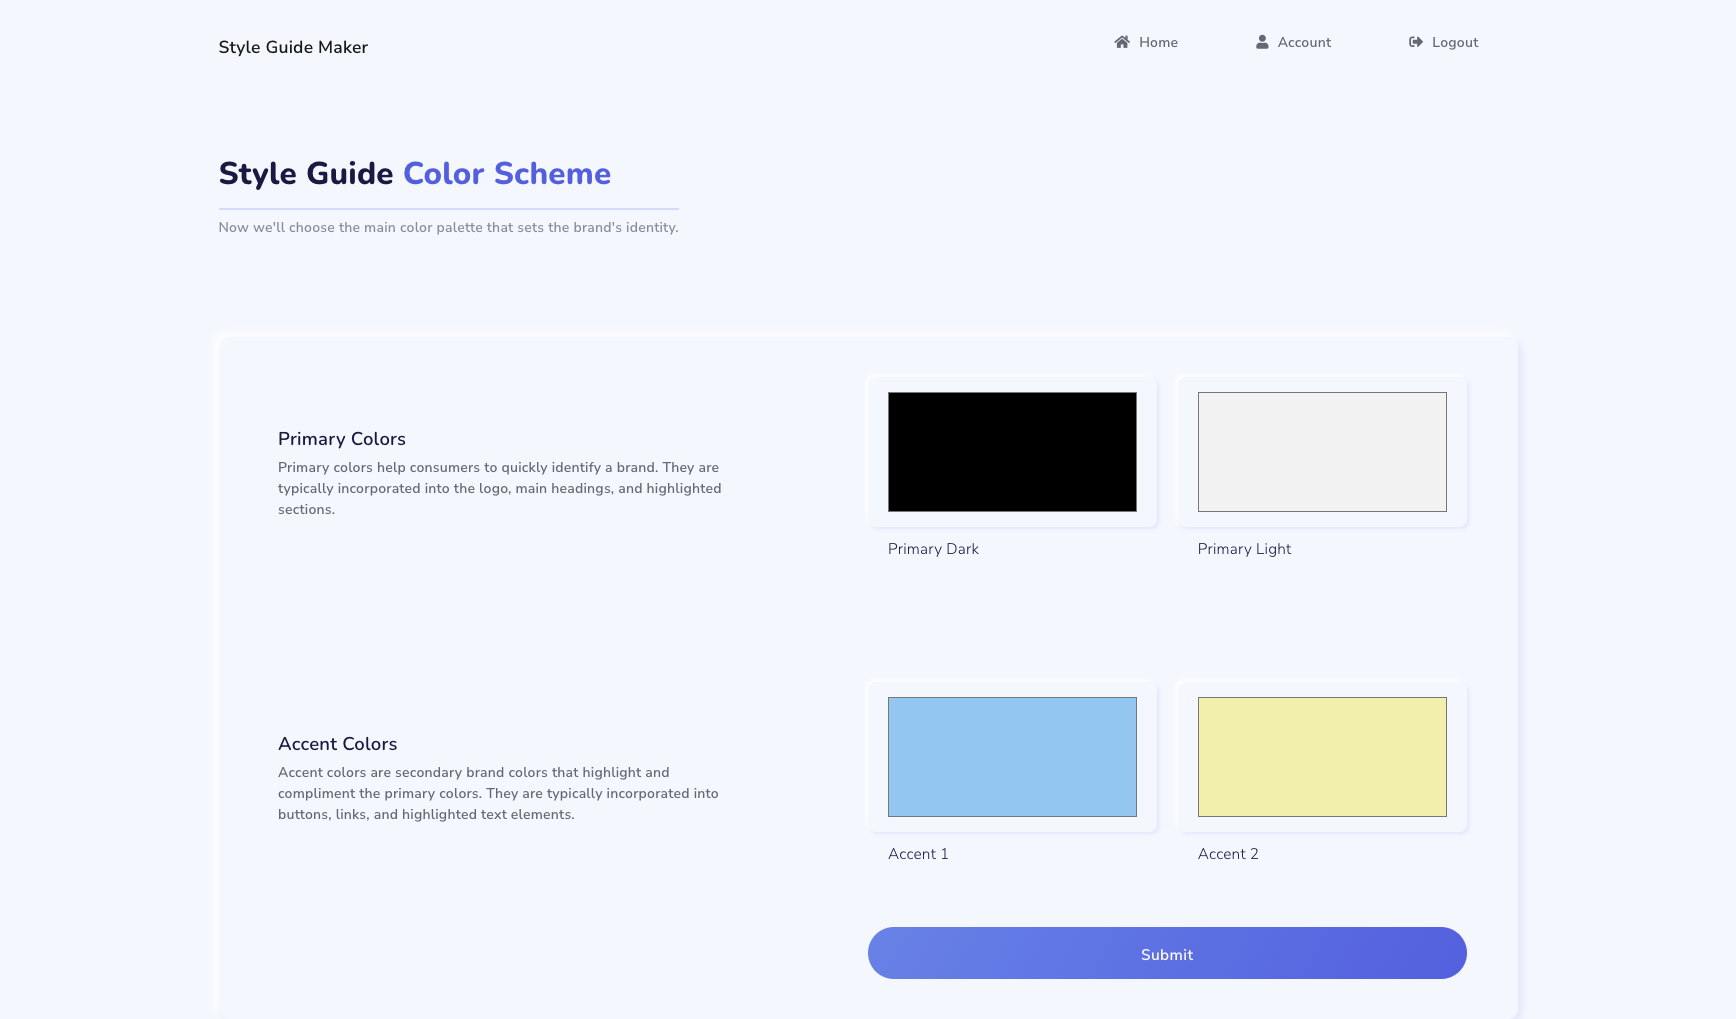 Style Guide Maker
Home
Account
Logout
Style Guide Color Scheme
Now we'll choose the main color palette that sets the brand's identity.
Primary Colors
Primary colors help consumers to quickly identify a brand. They are
typically incorporated into the logo, main headings, and highlighted
sections.
Primary Dark
Primary Light
Accent Colors
Accent colors are secondary brand colors that highlight and
compliment the primary colors. They are typically incorporated into
buttons, links, and highlighted text elements.
Accent 1
Accent 2
Submit